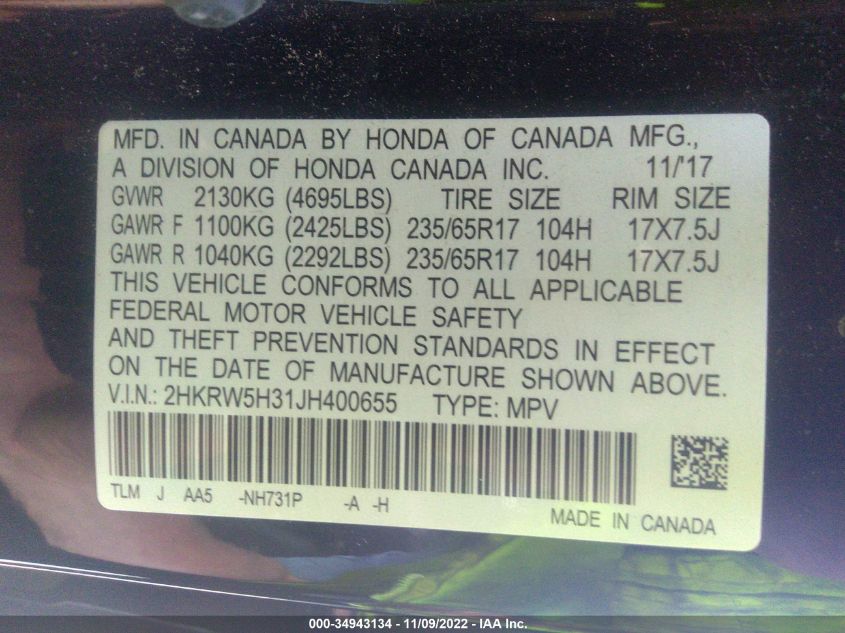 MFD. IN CANADA BY HONDA OF CANADA MFG.,
A DIVISION OF HONDA CANADA INC. 11/'17
GVWR 2130KG (4695LBS) TIRE SIZE RIM SIZE
GAWR F 1100KG (2425LBS) 235/65R17 104H 17X7.5J
GAWR R 1040KG (2292LBS) 235/65R17 104H 17X7.5J
THIS VEHICLE CONFORMS TO ALL APPLICABLE
FEDERAL MOTOR VEHICLE SAFETY
AND THEFT PREVENTION STANDARDS IN EFFECT
ON THE DATE OF MANUFACTURE SHOWN ABOVE.
V.I.N.: 2HKRW5H31JH400655 TYPE: MPV
TLM J AA5 -NH731P -A -H
MADE IN CANADA
000-34943134 - 11/09/2022 - IAA Inc.